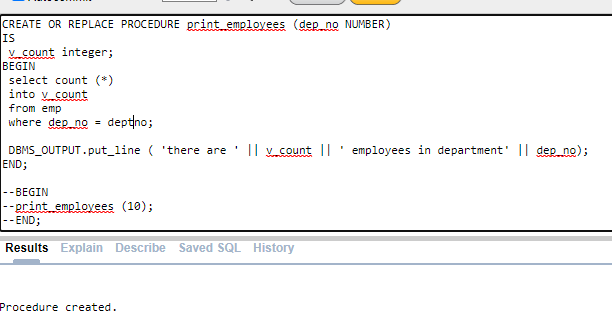 CREATE OR REPLACE PROCEDURE print_employees (dep_no NUMBER)
IS
v_count integer;
BEGIN
select count (*)
into v_count
from emp
where dep_no = deptno;
DBMS_OUTPUT.put_line ( 'there are ' || v_count || ' employees in department' || dep_no);
END;
--BEGIN
--print_employees (10);
--END;
Results Explain Describe Saved SQL History
Procedure created.